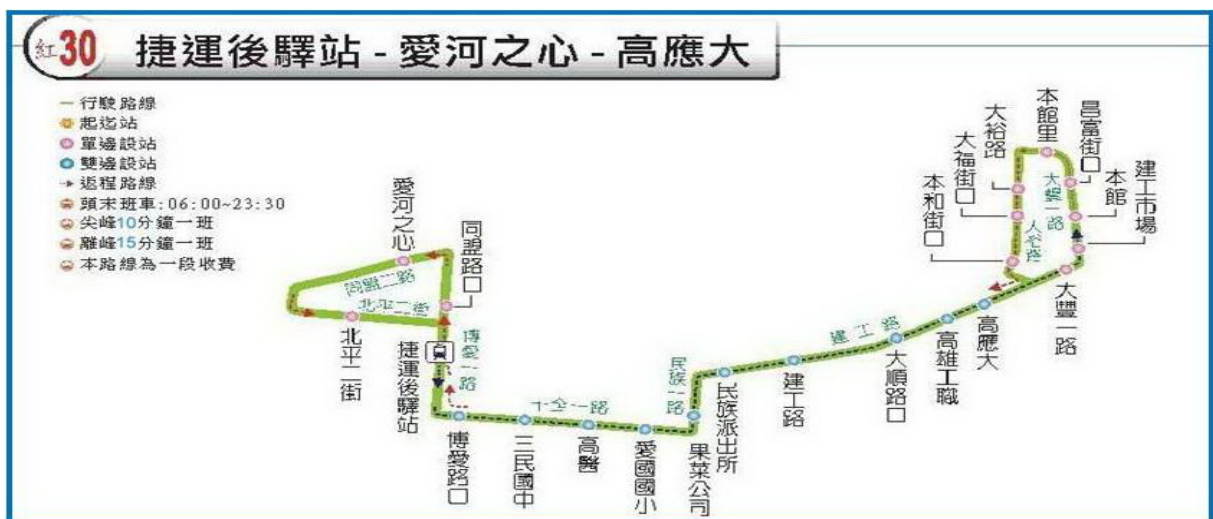 紅30 捷運後驛站 - 愛河之心 - 高應大
行駛路線
起迄站
單邊設站
雙邊設站
返程路線
頭末班車:06:00~23:30
尖峰10分鐘一班
離峰15分鐘一班
本路線為一段收費
愛河之心
同盟路口
同盟二路
北平二街
北平二街
捷運後驛站
博愛一路
博愛路口
十全一路
三民國中
高醫
愛國國小
果菜公司
民族一路
民族派出所
建工路
建工路
大順路口
高雄工職
高應大
大豐一路
建工市場
本館
昌富街口
本館里
大裕路
大福街口
本和街口
大裕路